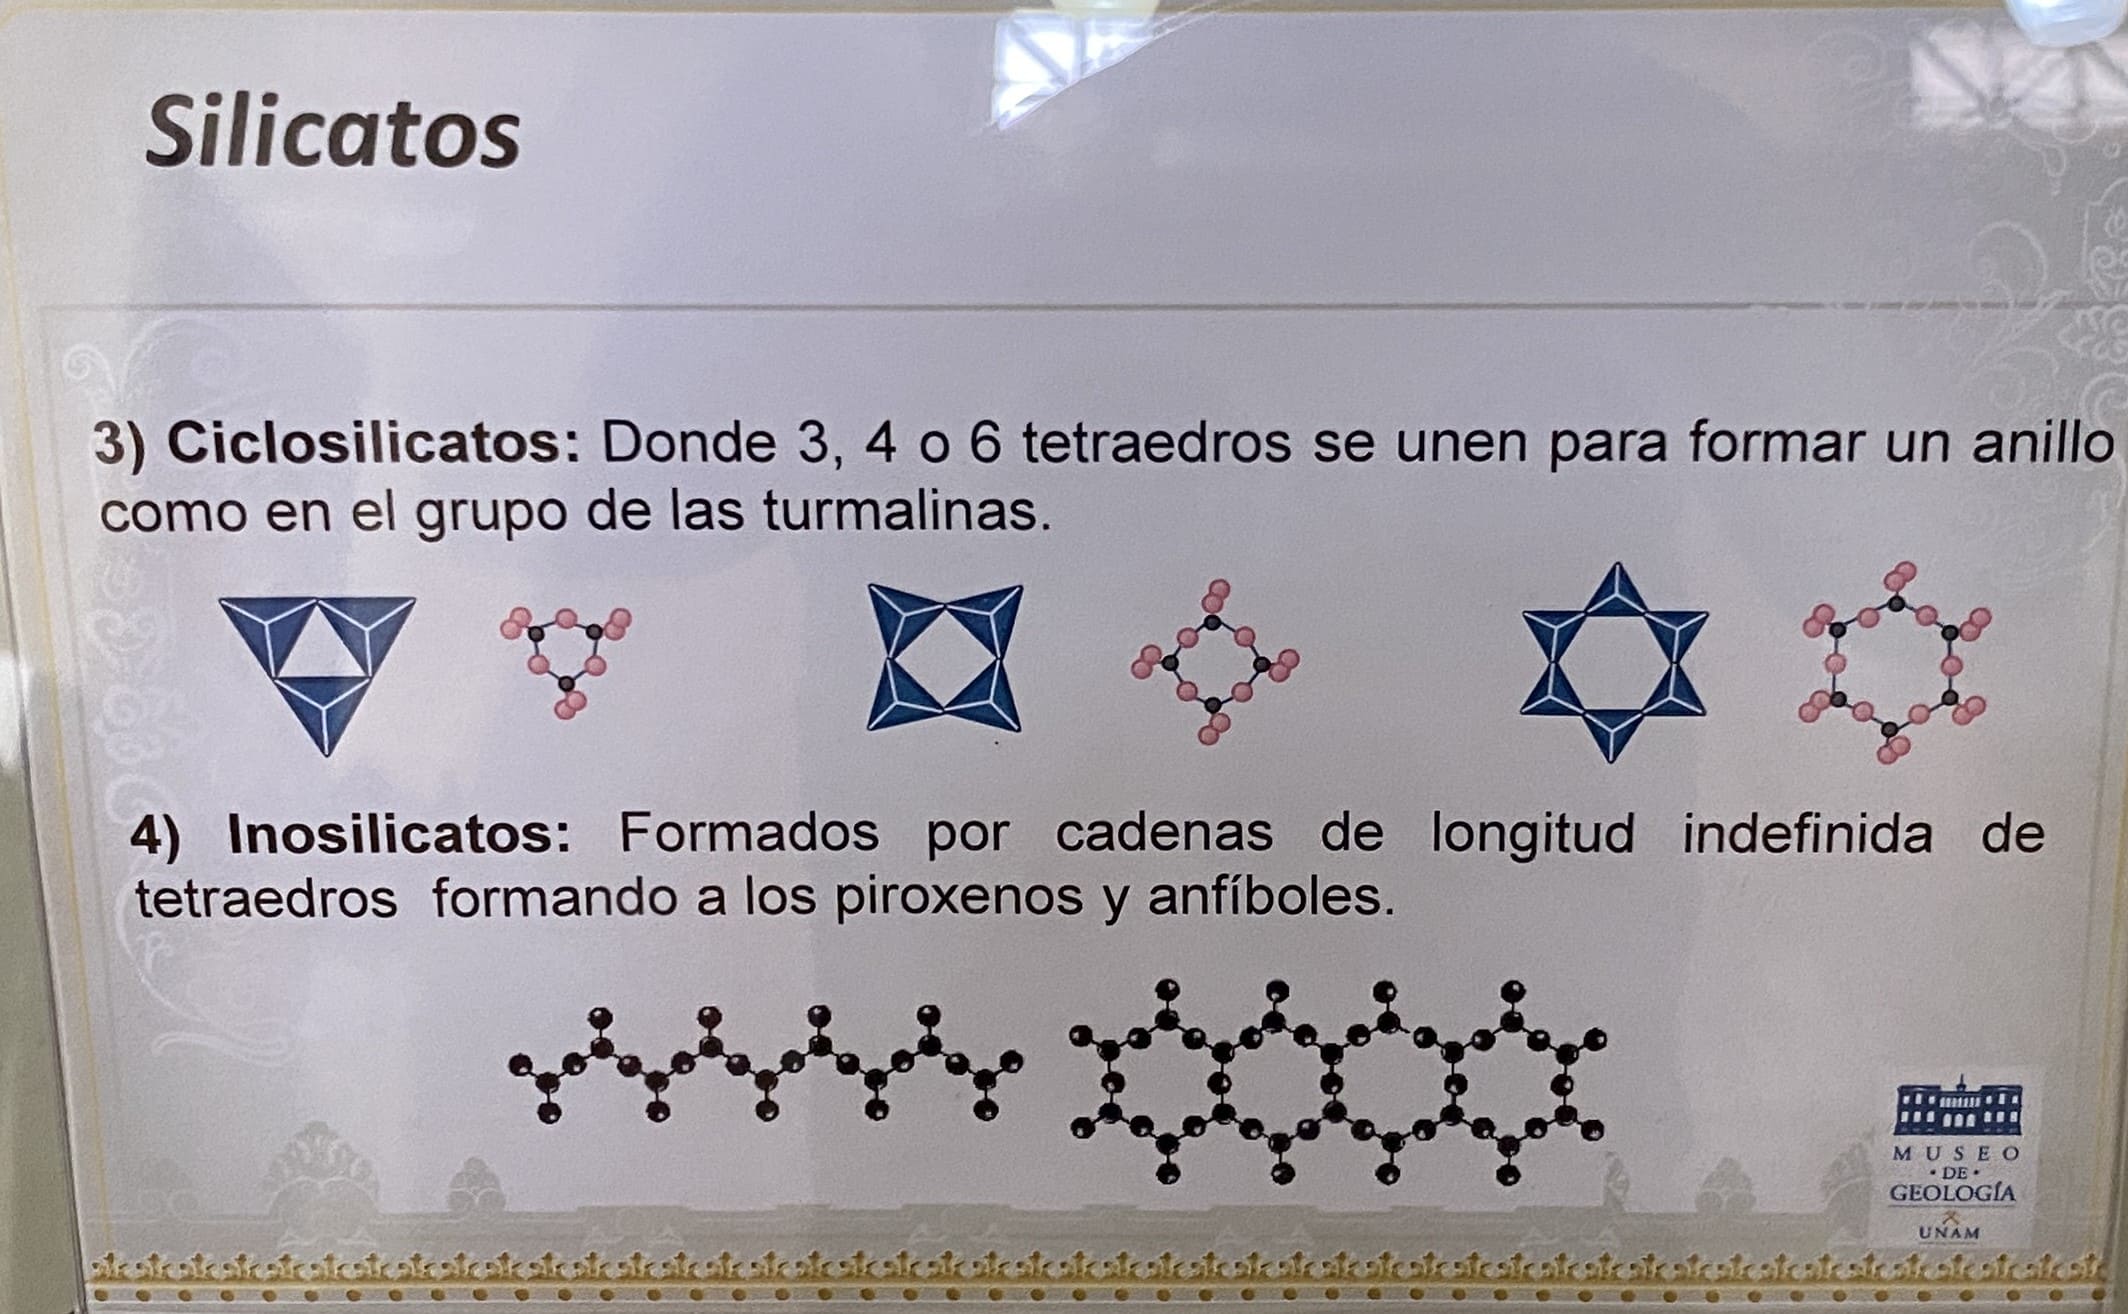 Silicatos
3) Ciclosilicatos: Donde 3, 4 o 6 tetraedros se unen para formar un anillo
como en el grupo de las turmalinas.
4) Inosilicatos: Formados por cadenas de longitud indefinida de
tetraedros formando a los piroxenos y anfíboles.
MUSEO
• DE •
GEOLOGÍA
UNAM